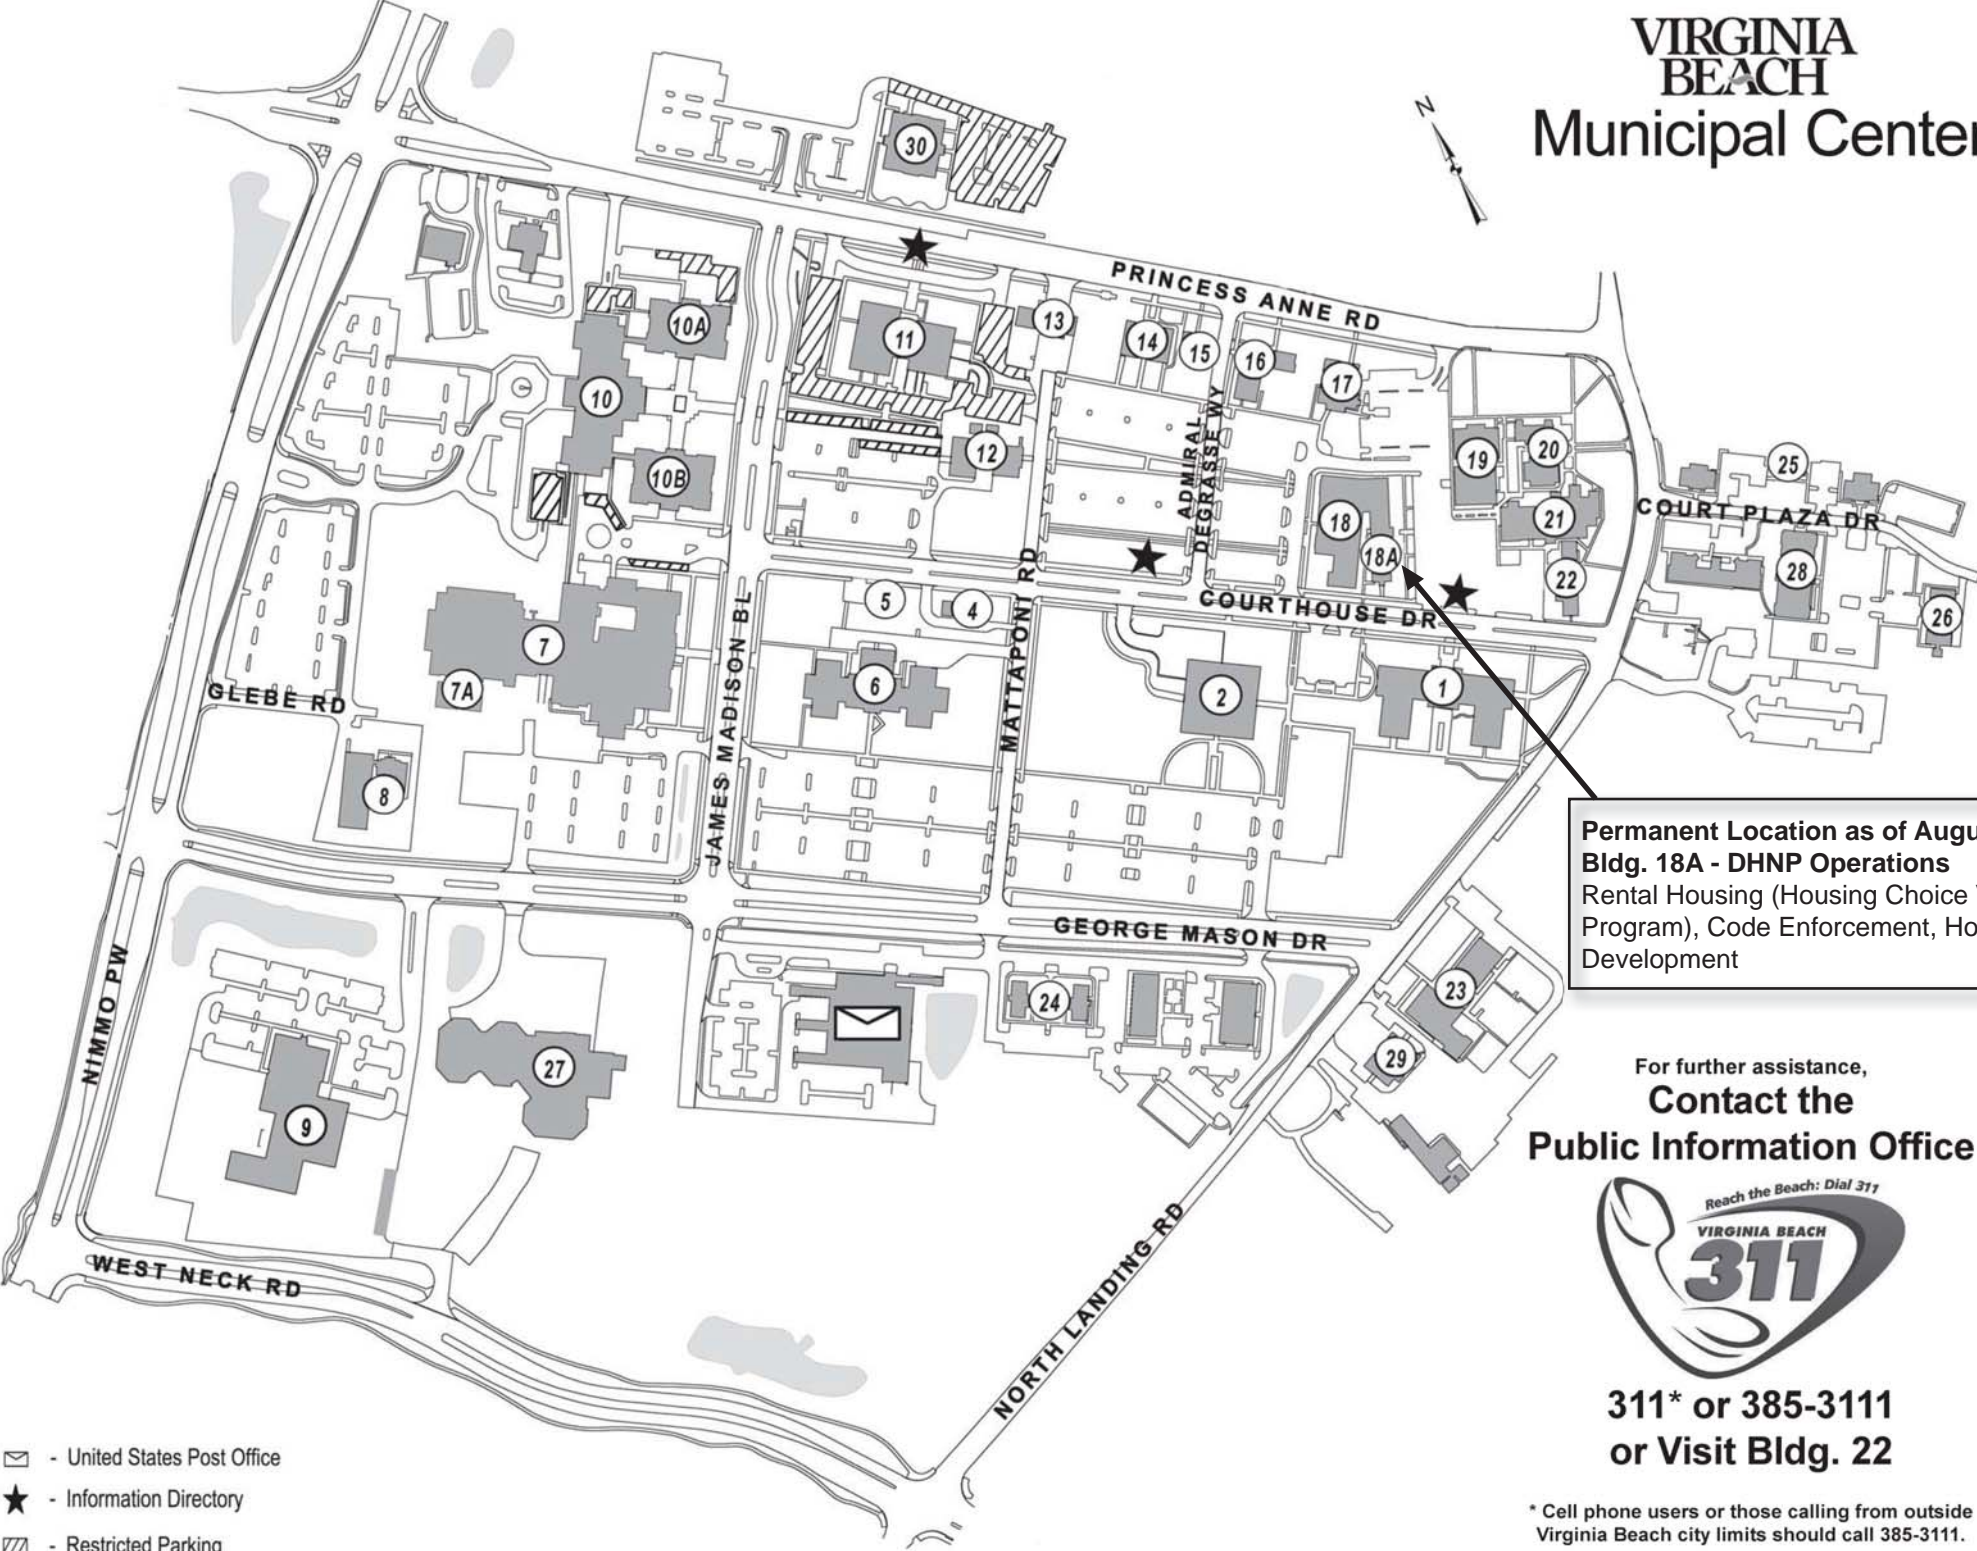 VIRGINIA
BEACH
Municipal Center
N
30
PRINCESS ANNE RD
10A
11
13
14
15
16
17
10
12
10B
ADMIRAL
DEGRASSE WY
18
18A
19
20
21
22
25
COURT PLAZA DR
28
26
5
4
COURTHOUSE DR
7
7A
6
2
1
GLEBE RD
8
JAMES MADISON BL
MATTAPONI RD
Permanent Location as of
Bldg. 18A - DHNP Operations
Rental Housing (Housing Choice
Program), Code Enforcement,
Development
GEORGE MASON DR
NIMMO PW
24
23
29
27
9
WEST NECK RD
NORTH LANDING RD
For further assistance,
Contact the
Public Information Office
Reach the Beach: Dial 311
VIRGINIA BEACH
311
311* or 385-3111
or Visit Bldg. 22
* Cell phone users or those calling from outside
Virginia Beach city limits should call 385-3111.
- United States Post Office
- Information Directory
- Restricted Parking